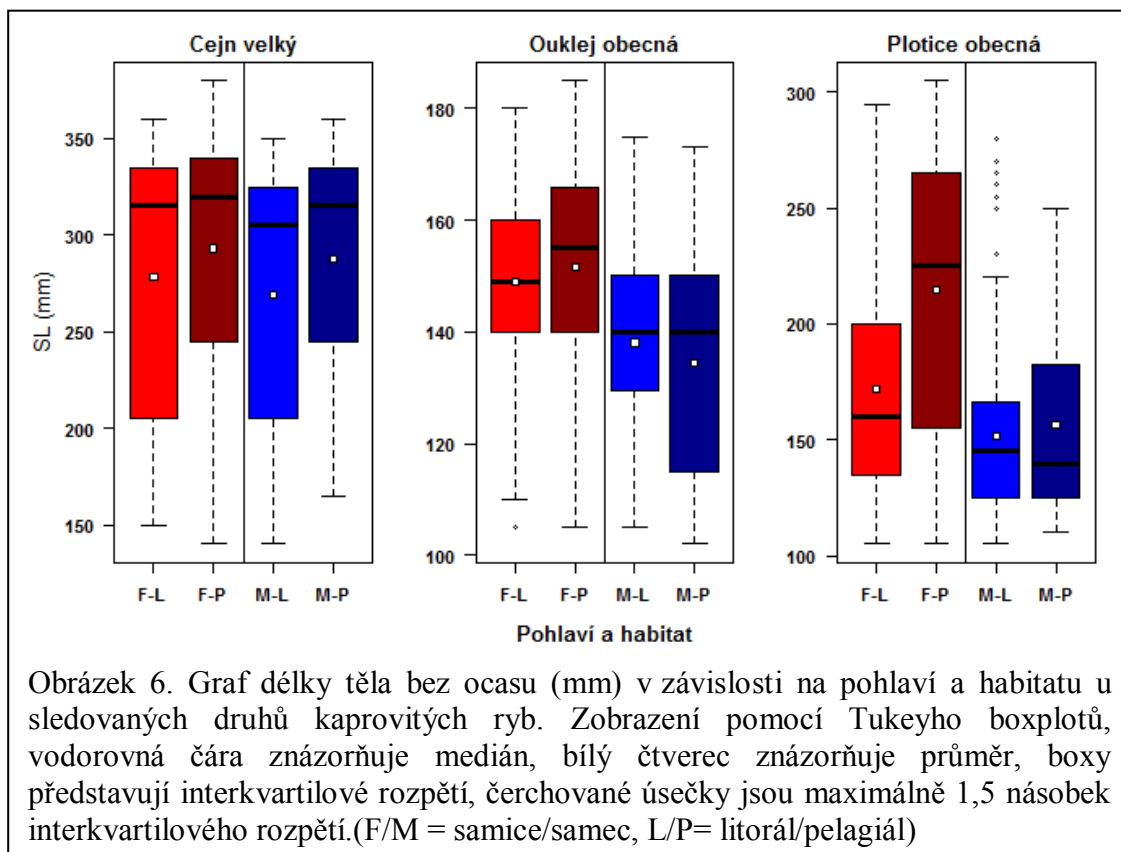 Cejn velký
Ouklej obecná
Plotice obecná
SL (mm)
350
300
250
200
150
F-L F-P M-L M-P
180
160
140
120
100
F-L F-P M-L M-P
300
250
200
150
100
F-L F-P M-L M-P
Pohlaví a habitat
Obrázek 6. Graf délky těla bez ocasu (mm) v závislosti na pohlaví a habitatu u
sledovaných druhů kaprovitých ryb. Zobrazení pomocí Tukeyho boxplotů,
vodorovná čára znázorňuje medián, bílý čtverec znázorňuje průměr, boxy
představují interkvartilové rozpětí, čerchované úsečky jsou maximálně 1,5 násobek
interkvartilového rozpětí.(F/M = samice/samec, L/P= litorál/pelagiál)